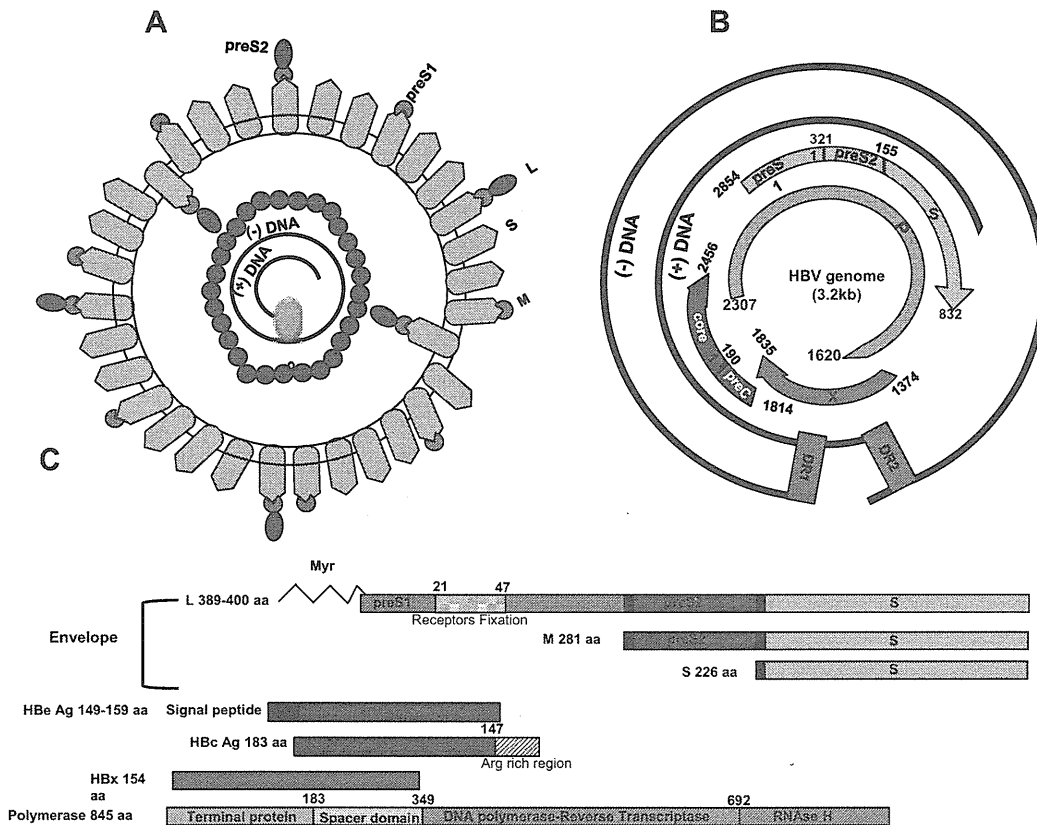 A
preS2
preS1
L
S
M
(-) DNA
(+) DNA
B
321
155
2854
preS
1
preS2
1
S
P
(-) DNA
(+) DNA
2456
HBV genome
(3.2kb)
2307
832
1620
1835
core
190
preC
1814
X
1374
DR1
DR2
C
Myr
L 389-400 aa
21
47
preS1
preS2
S
Receptors Fixation
Envelope
M 281 aa
preS2
S
S 226 aa
S
HBe Ag 149-159 aa
Signal peptide
HBc Ag 183 aa
147
Arg rich region
HBx 154
aa
183
349
692
Polymerase 845 aa
Terminal protein
Spacer domain
DNA polymerase-Reverse Transcriptase
RNAse H